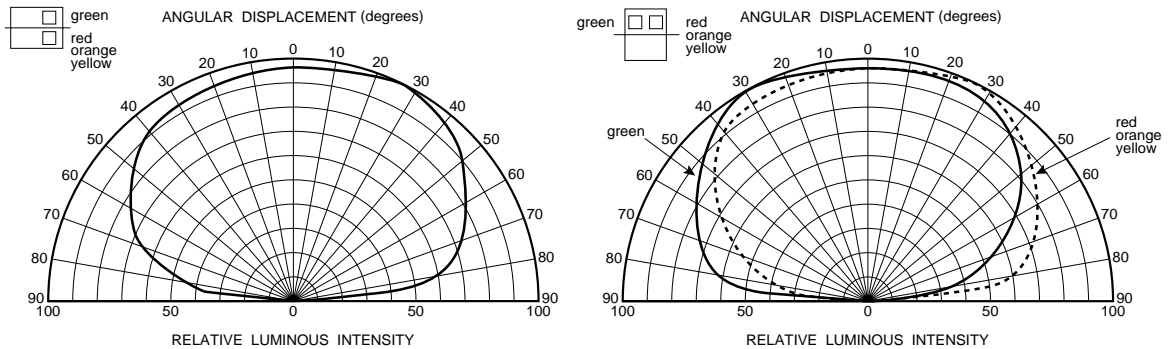 green
red
orange
yellow
ANGULAR DISPLACEMENT (degrees)
0
10 10
20 20
30 30
40 40
50 50
60 60
70 70
80 80
90 90
100 50 0 50 100
RELATIVE LUMINOUS INTENSITY
green
red
orange
yellow
ANGULAR DISPLACEMENT (degrees)
0
10 10
20 20
30 30
40 40
50 50
60 60
70 70
80 80
90 90
green
red
orange
yellow
100 50 0 50 100
RELATIVE LUMINOUS INTENSITY